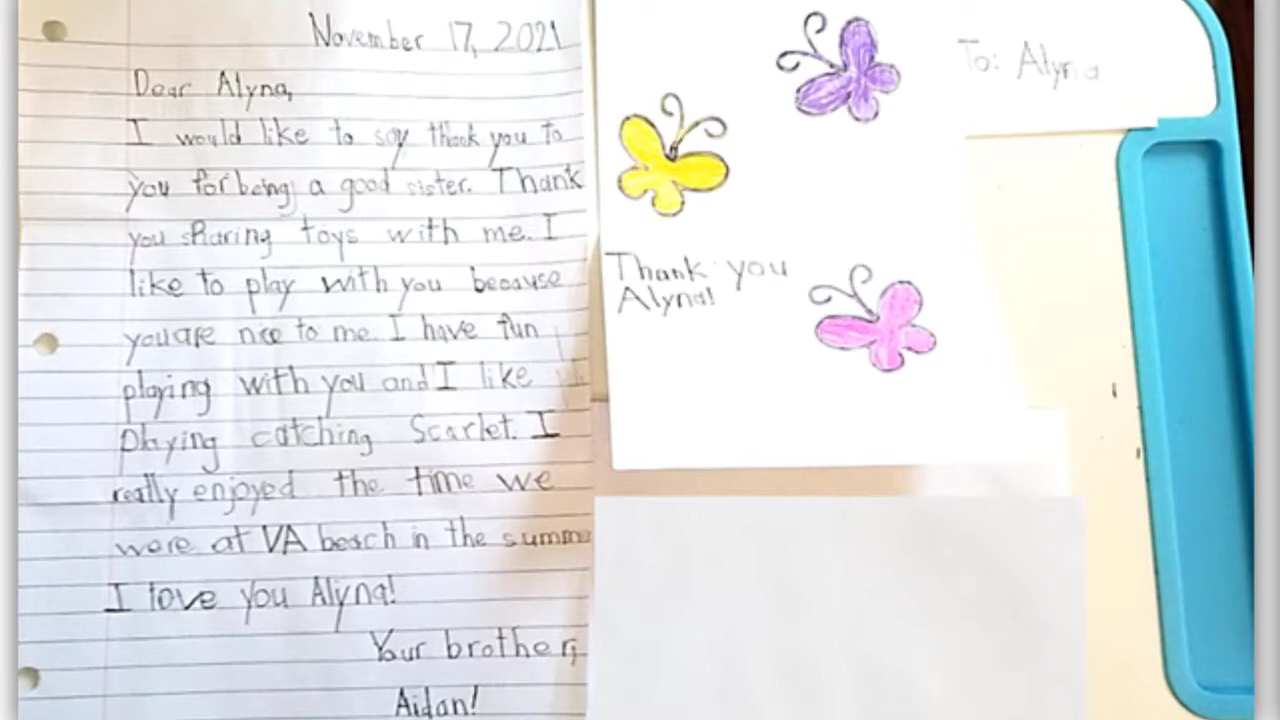 November 17, 2021
Dear Alyna,
I would like to say thank you to
you for being a good sister. Thank
you sharing toys with me. I
like to play with you because
you are nice to me. I have fun
playing with you and I like
playing catching Scarlet. I
really enjoyed the time we
were at VA beach in the summe
I love you Alyna!
Your brother,
Aidan!
To: Alyna
Thank you
Alyna!